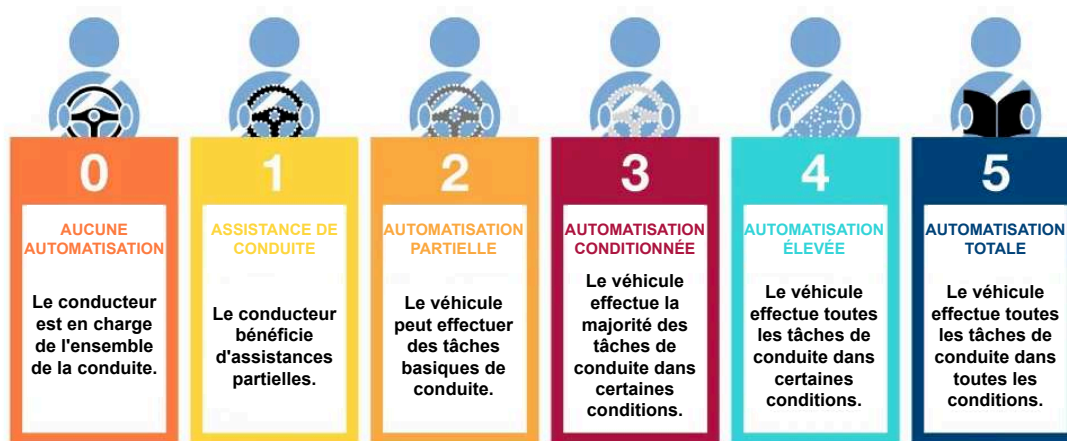 0
AUCUNE
AUTOMATISATION
Le conducteur
est en charge
de l'ensemble
de la conduite.
1
ASSISTANCE DE
CONDUITE
Le conducteur
bénéficie
d'assistances
partielles.
2
AUTOMATISATION
PARTIELLE
Le véhicule
peut effectuer
des tâches
basiques de
conduite.
3
AUTOMATISATION
CONDITIONNÉE
Le véhicule
effectue la
majorité des
tâches de
conduite dans
certaines
conditions.
4
AUTOMATISATION
ÉLEVÉE
Le véhicule
effectue toutes
les tâches de
conduite dans
certaines
conditions.
5
AUTOMATISATION
TOTALE
Le véhicule
effectue toutes
les tâches de
conduite dans
toutes les
conditions.